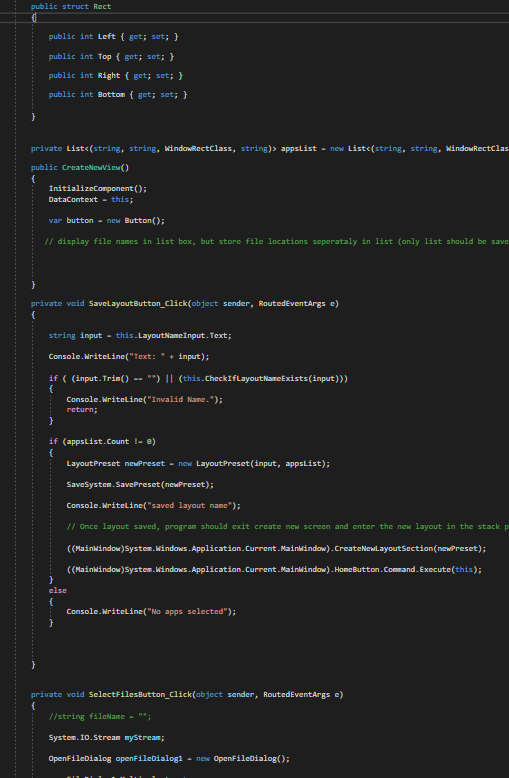 public struct Rect
{
public int Left { get; set; }
public int Top { get; set; }
public int Right { get; set; }
public int Bottom { get; set; }
}
private List<(string, string, WindowRectClass, string)> appsList = new List<(string, string, WindowRectClas
public CreateNewView()
{
InitializeComponent();
DataContext = this;
var button = new Button();
// display file names in list box, but store file locations seperataly in list (only list should be save
}
private void SaveLayoutButton_Click(object sender, RoutedEventArgs e)
{
string input = this.LayoutNameInput.Text;
Console.WriteLine("Text: " + input);
if ( (input.Trim() == "") || (this.CheckIfLayoutNameExists(input)))
{
Console.WriteLine("Invalid Name.");
return;
}
if (appsList.Count != 0)
{
LayoutPreset newPreset = new LayoutPreset(input, appsList);
SaveSystem.SavePreset(newPreset);
Console.WriteLine("saved layout name");
// Once layout saved, program should exit create new screen and enter the new layout in the stack p
((MainWindow)System.Windows.Application.Current.MainWindow).CreateNewLayoutSection(newPreset);
((MainWindow)System.Windows.Application.Current.MainWindow).HomeButton.Command.Execute(this);
}
else
{
Console.WriteLine("No apps selected");
}
}
private void SelectFilesButton_Click(object sender, RoutedEventArgs e)
{
//string fileName = "";
System.IO.Stream myStream;
OpenFileDialog openFileDialog1 = new OpenFileDialog();